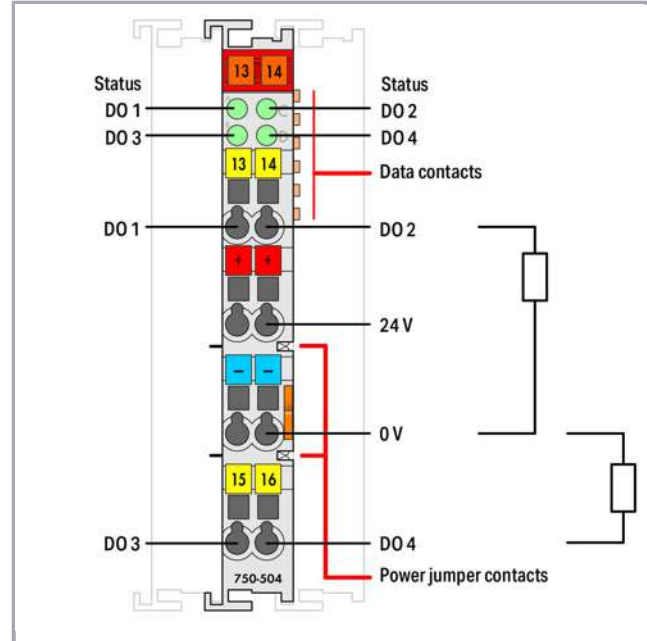 13 14
Status Status
DO 1 A C DO 2
DO 3 D DO 4
13 14
Data contacts
DO 1 DO 2
+ +
24 V
− −
0 V
15 16
DO 3 DO 4
750-504
Power jumper contacts